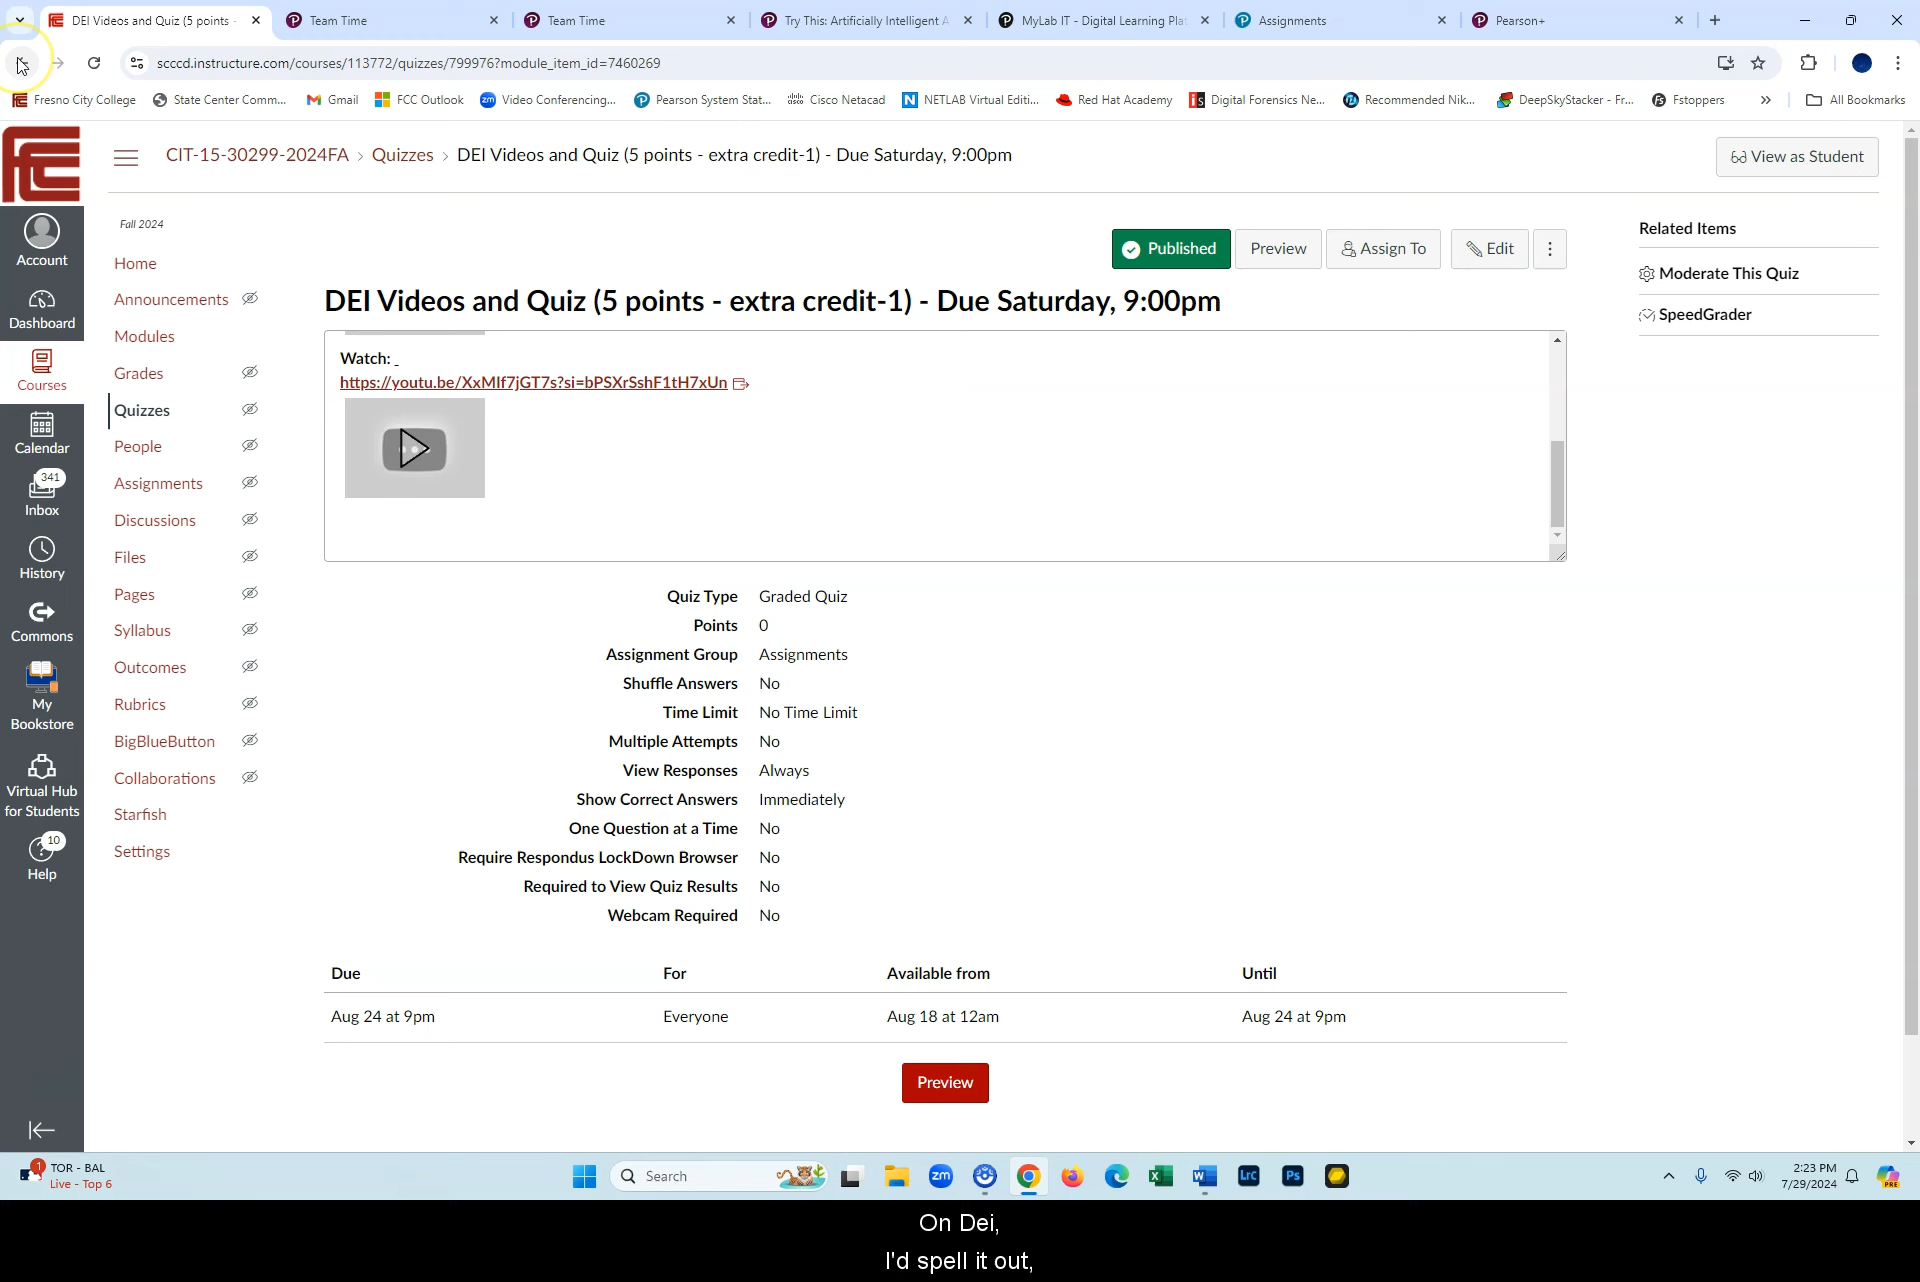 DEI Videos and Quiz (5 points -
Team Time
Team Time
Try This: Artificially Intelligent A
MyLab IT - Digital Learning Pla
Assignments
Pearson+
scccd.instructure.com/courses/113772/quizzes/799976?module_item_id=7460269
Fresno City College
State Center Comm...
Gmail
FCC Outlook
Video Conferencing...
Pearson System Stat...
Cisco Netacad
NETLAB Virtual Editi...
Red Hat Academy
Digital Forensics Ne...
Recommended Nik...
DeepSkyStacker - Fr...
Fstoppers
All Bookmarks
CIT-15-30299-2024FA > Quizzes > DEI Videos and Quiz (5 points - extra credit-1) - Due Saturday, 9:00pm
View as Student
Account
Dashboard
Courses
Calendar
341
Inbox
History
Commons
My
Bookstore
Virtual Hub
for Students
10
Help
Fall 2024
Home
Announcements
Modules
Grades
Quizzes
People
Assignments
Discussions
Files
Pages
Syllabus
Outcomes
Rubrics
BigBlueButton
Collaborations
Starfish
Settings
Published
Preview
Assign To
Edit
Related Items
Moderate This Quiz
SpeedGrader
DEI Videos and Quiz (5 points - extra credit-1) - Due Saturday, 9:00pm
Watch:
https://youtu.be/XxMIf7jGT7s?si=bPSXrSshF1tH7xUn
Quiz Type Graded Quiz
Points 0
Assignment Group Assignments
Shuffle Answers No
Time Limit No Time Limit
Multiple Attempts No
View Responses Always
Show Correct Answers Immediately
One Question at a Time No
Require Respondus LockDown Browser No
Required to View Quiz Results No
Webcam Required No
Due For Available from Until
Aug 24 at 9pm Everyone Aug 18 at 12am Aug 24 at 9pm
Preview
1
TOR - BAL
Live - Top 6
Search
zm
LrC
Ps
2:23 PM
7/29/2024
PRE
On Dei,
I'd spell it out,